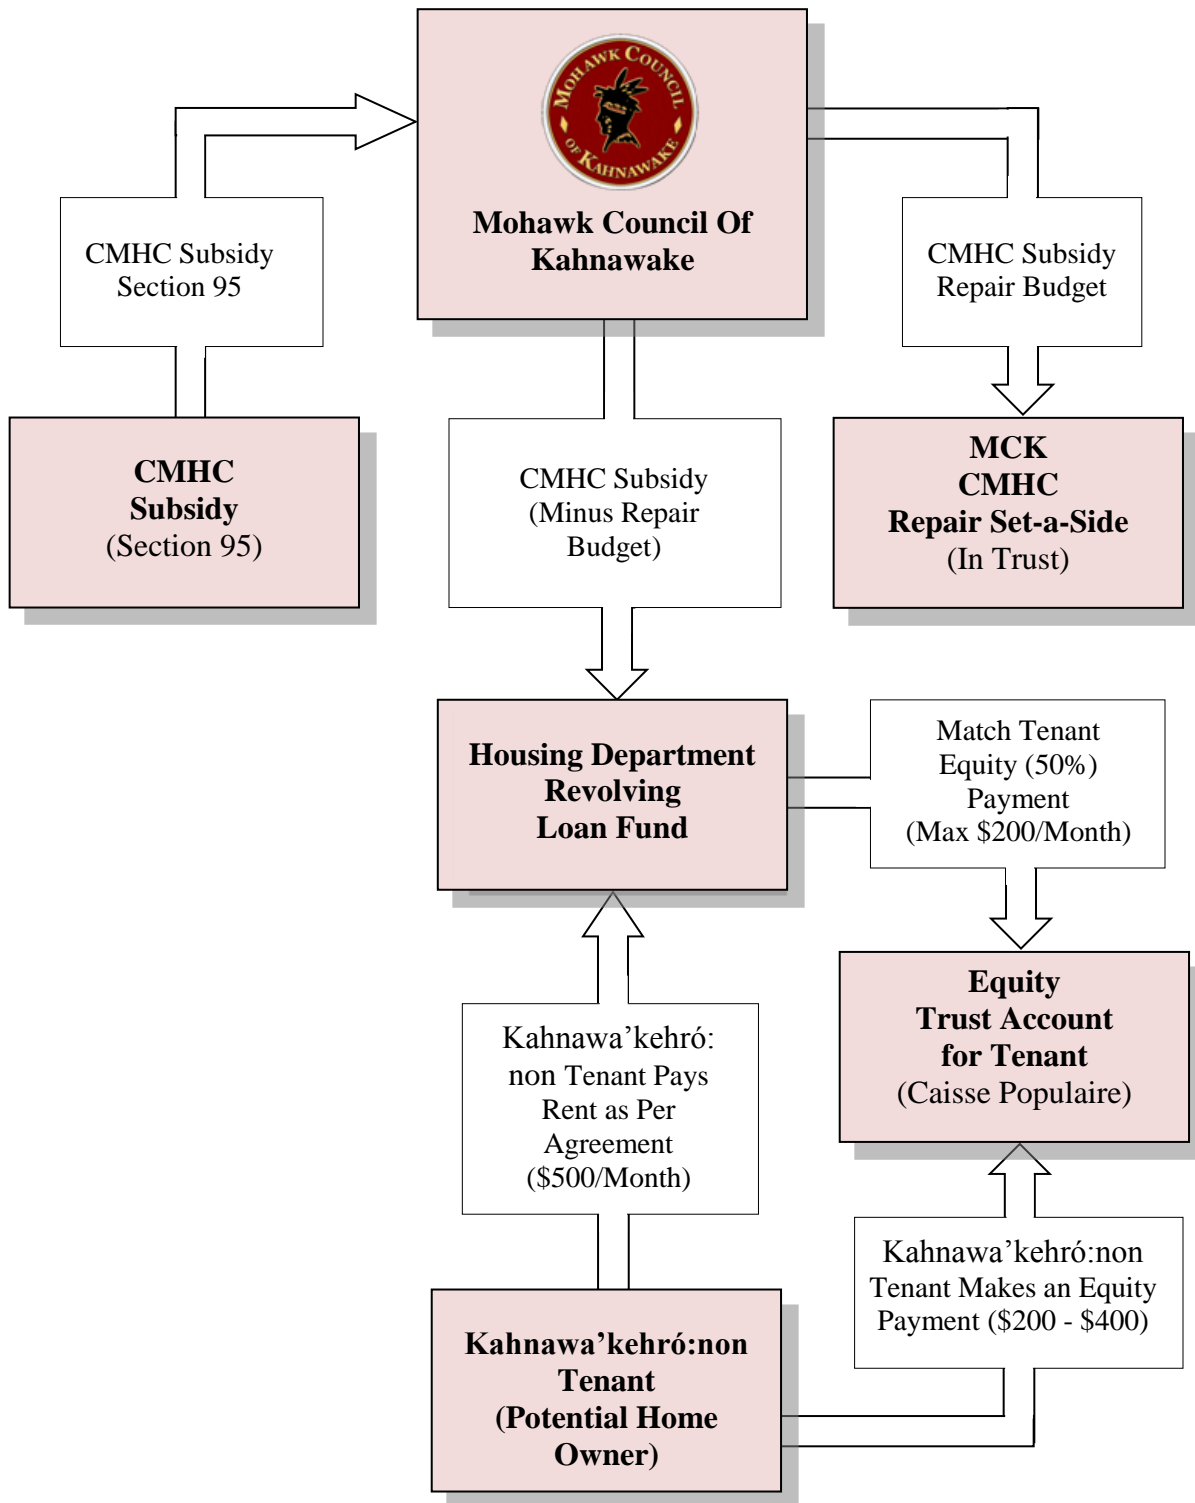 MOHAWK COUNCIL
OF KAHNAWAKE
Mohawk Council Of
Kahnawake
CMHC Subsidy
Section 95
CMHC Subsidy
Repair Budget
CMHC
Subsidy
(Section 95)
CMHC Subsidy
(Minus Repair
Budget)
MCK
CMHC
Repair Set-a-Side
(In Trust)
Housing Department
Revolving
Loan Fund
Match Tenant
Equity (50%)
Payment
(Max $200/Month)
Equity
Trust Account
for Tenant
(Caisse Populaire)
Kahnawa’kehró:
non Tenant Pays
Rent as Per
Agreement
($500/Month)
Kahnawa’kehró:non
Tenant Makes an Equity
Payment ($200 - $400)
Kahnawa’kehró:non
Tenant
(Potential Home
Owner)